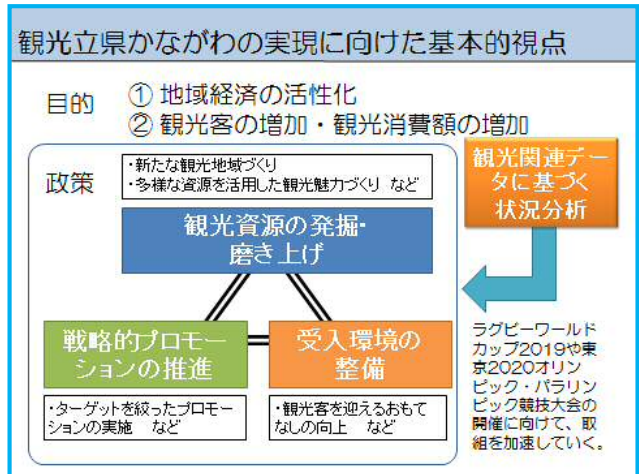 観光立県かながわの実現に向けた基本的視点
目的
① 地域経済の活性化
② 観光客の増加・観光消費額の増加
政策
・新たな観光地域づくり
・多様な資源を活用した観光魅力づくり など
観光資源の発掘・
磨き上げ
戦略的プロモー
ションの推進
・ターゲットを絞ったプロモー
ションの実施 など
受入環境の
整備
・観光客を迎えるおもて
なしの向上 など
観光関連デー
タに基づく
状況分析
ラグビーワールド
カップ2019や東
京2020オリン
ピック・パラリン
ピック競技大会の
開催に向けて、取
組を加速していく。